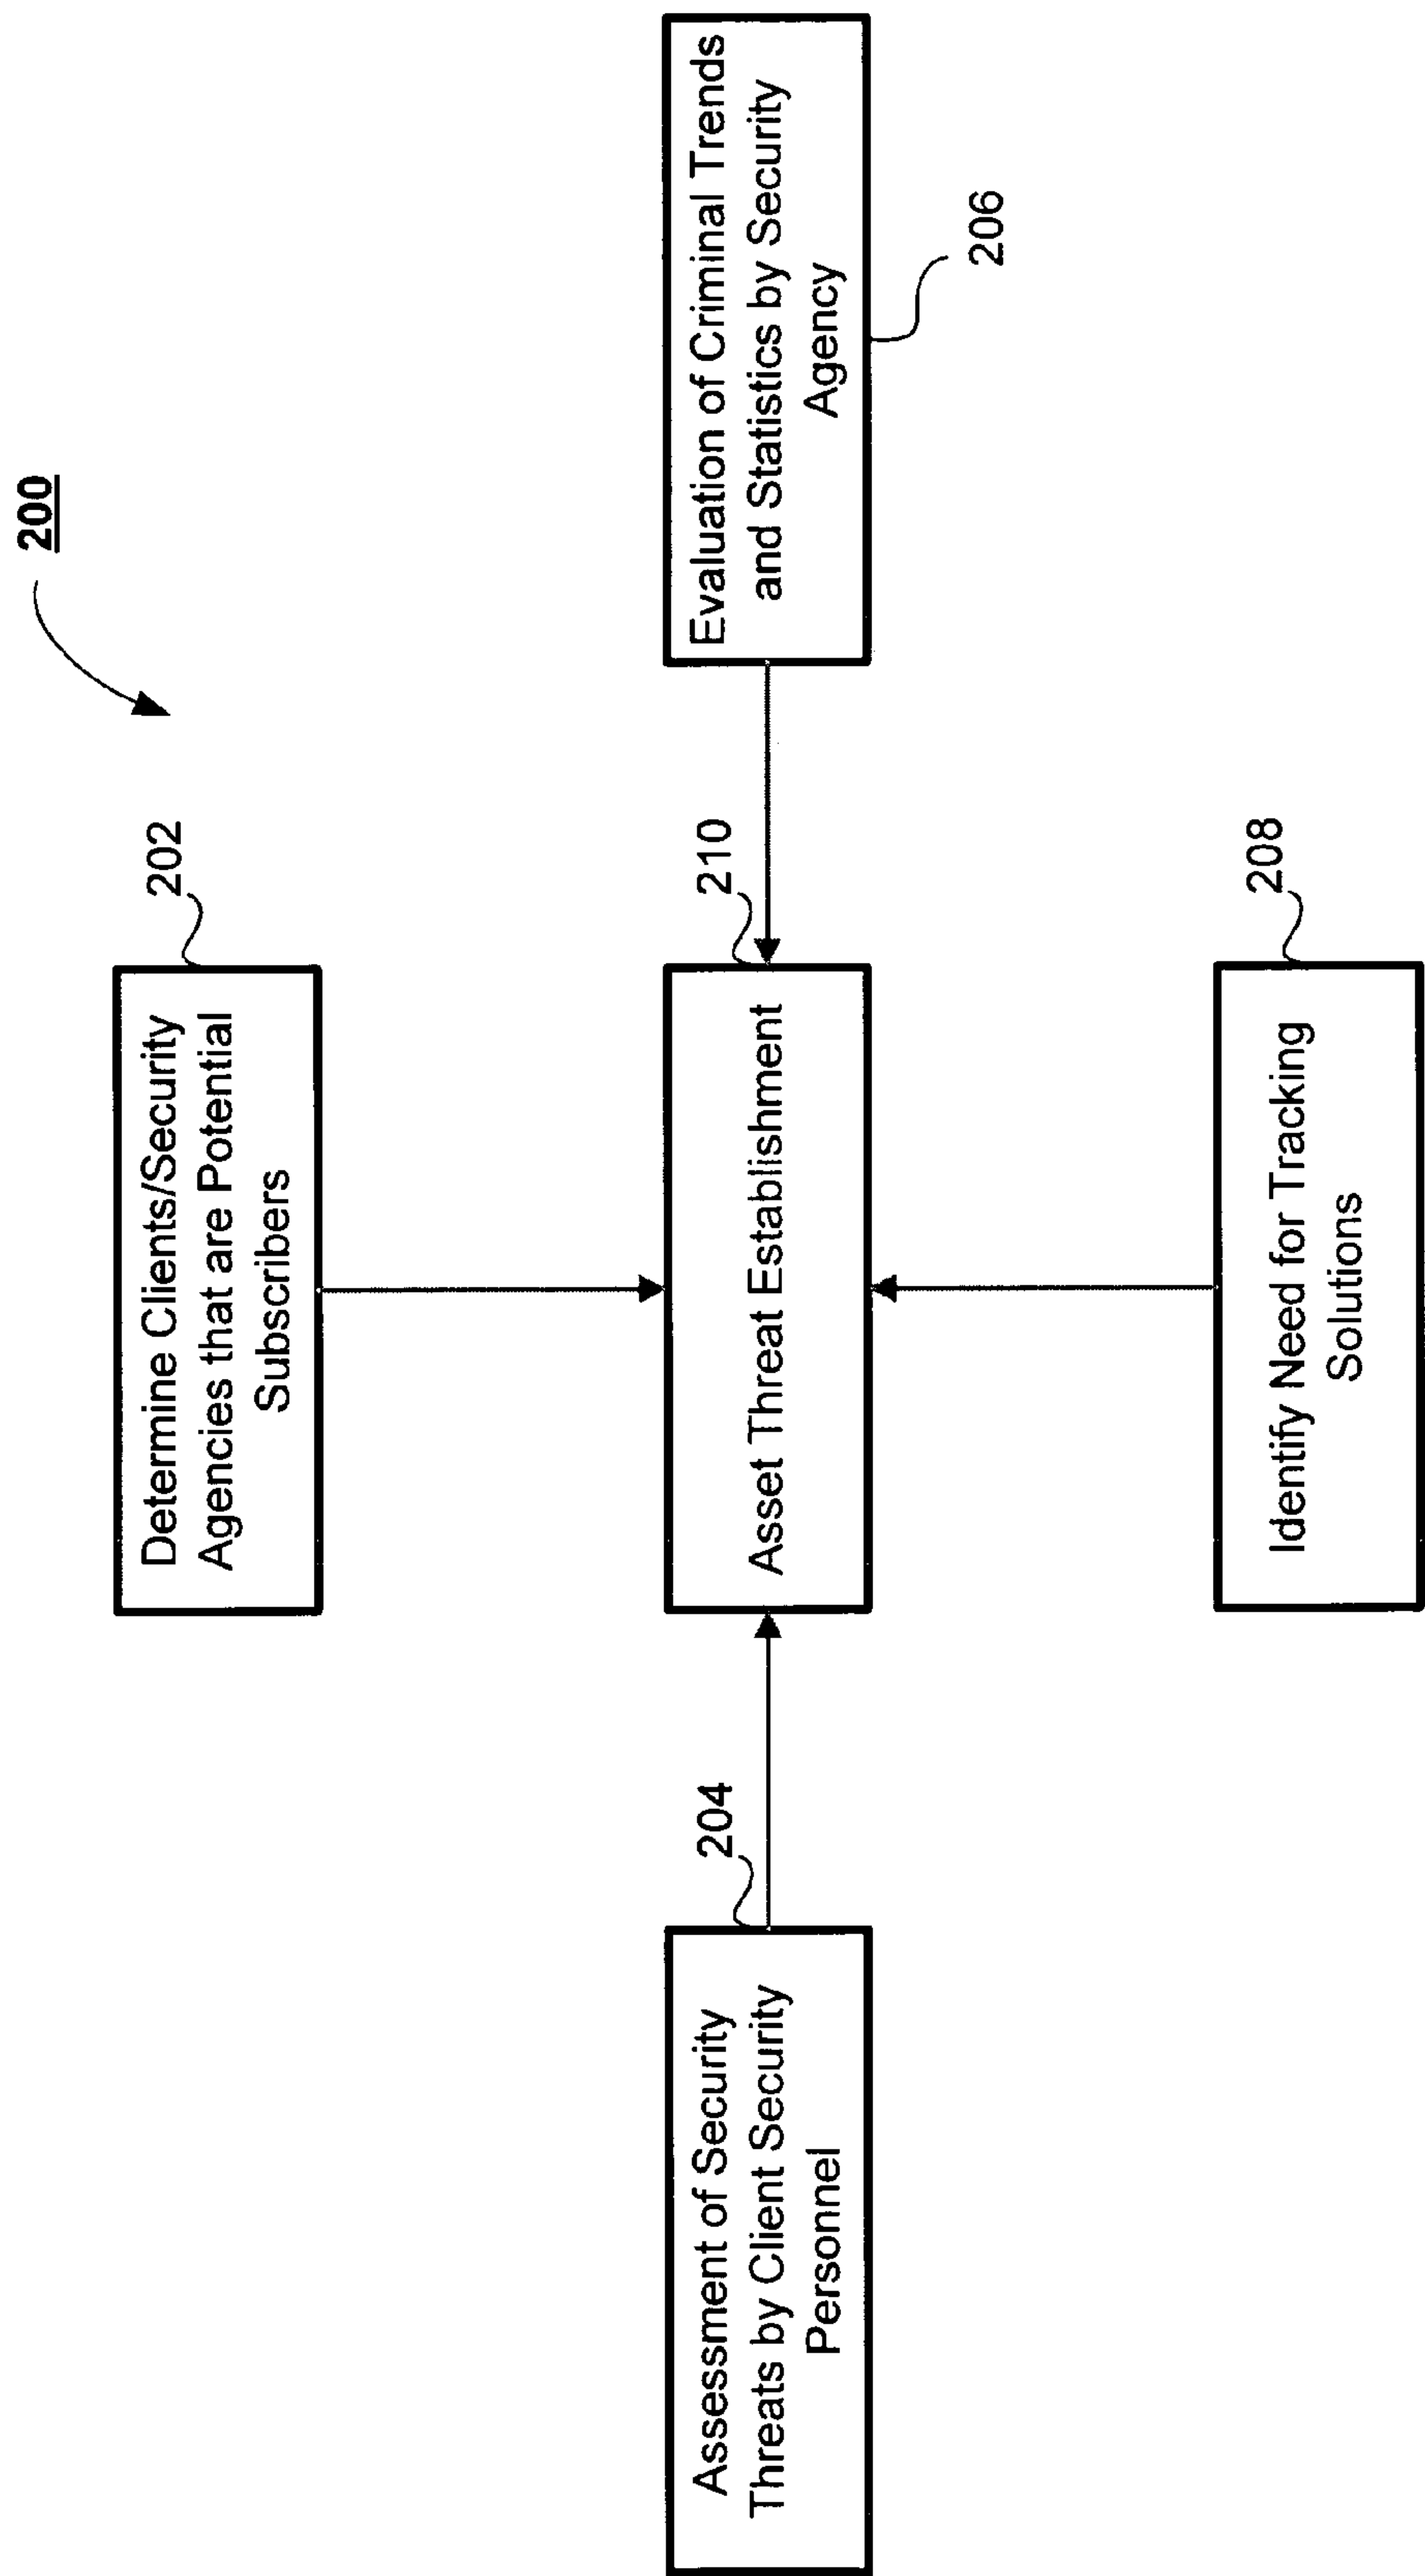 200
202
Determine Clients/Security
Agencies that are Potential
Subscribers
204
Assessment of Security
Threats by Client Security
Personnel
210
Asset Threat Establishment
Evaluation of Criminal Trends
and Statistics by Security
Agency
206
208
Identify Need for Tracking
Solutions